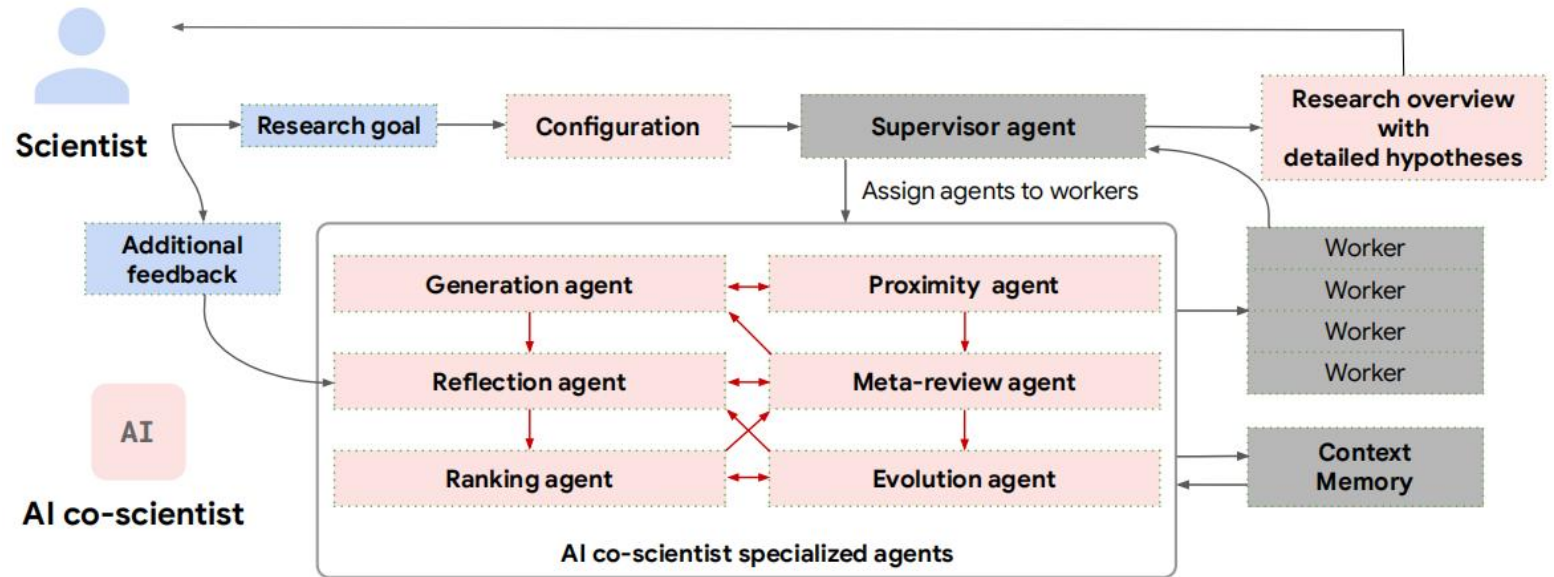 Scientist
Research goal
Configuration
Supervisor agent
Research overview
with
detailed hypotheses
Assign agents to workers
Additional
feedback
Generation agent
Proximity agent
Reflection agent
Meta-review agent
Ranking agent
Evolution agent
AI co-scientist specialized agents
Worker
Worker
Worker
Worker
Context
Memory
AI
AI co-scientist